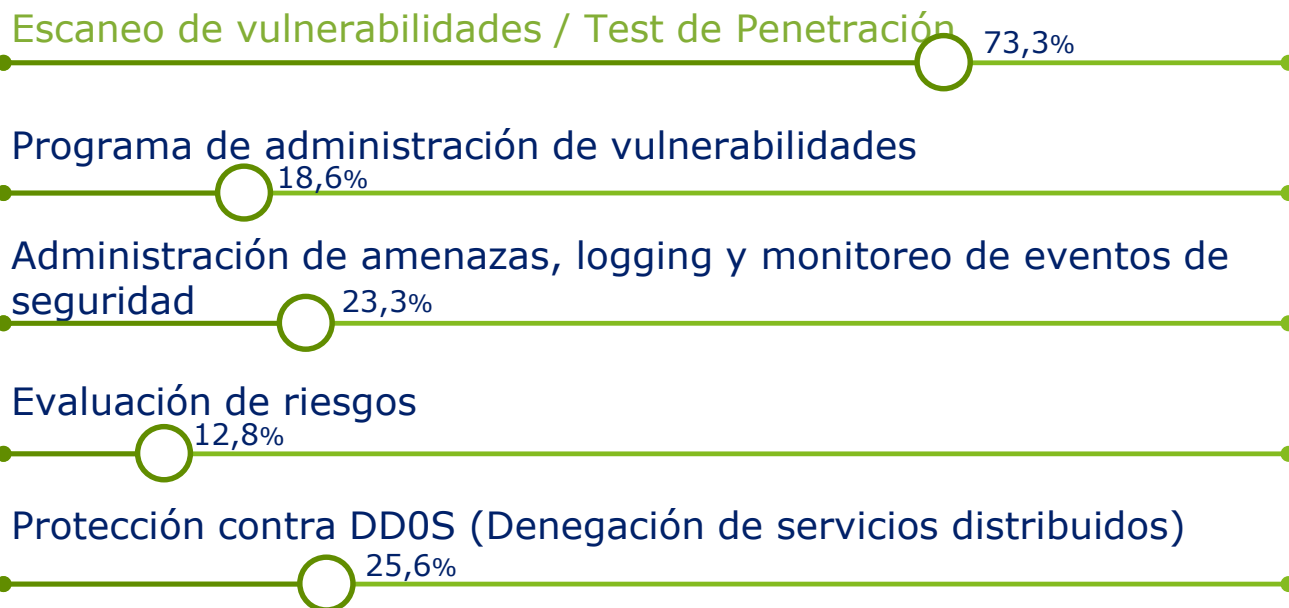 Escaneo de vulnerabilidades / Test de Penetración
73,3%
Programa de administración de vulnerabilidades
18,6%
Administración de amenazas, logging y monitoreo de eventos de
seguridad
23,3%
Evaluación de riesgos
12,8%
Protección contra DD0S (Denegación de servicios distribuidos)
25,6%